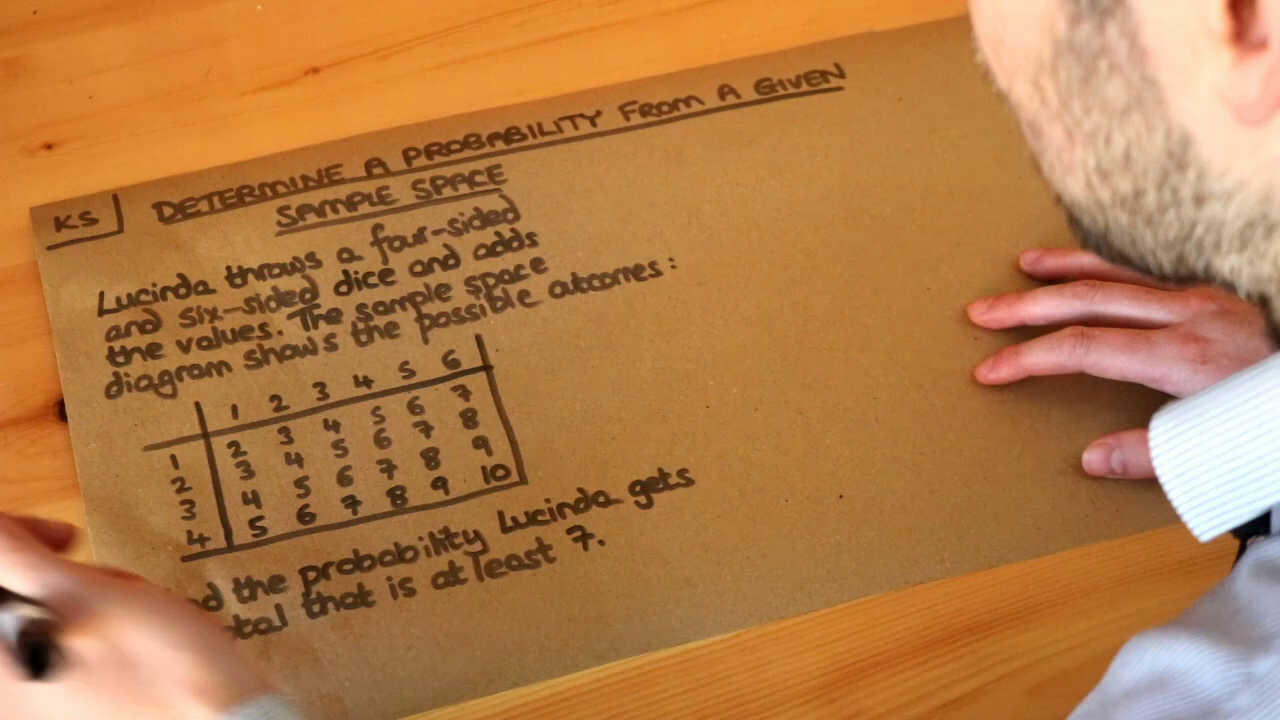 KS
DETERMINE A PROBABILITY FROM A GIVEN
SAMPLE SPACE
Lucinda throws a four-sided
and six-sided dice and adds
the values. The sample space
diagram shows the possible outcomes:
1 2 3 4 5 6
1 2 3 4 5 6 7
2 3 4 5 6 7 8
3 4 5 6 7 8 9
4 5 6 7 8 9 10
the probability Lucinda gets
that is at least 7.